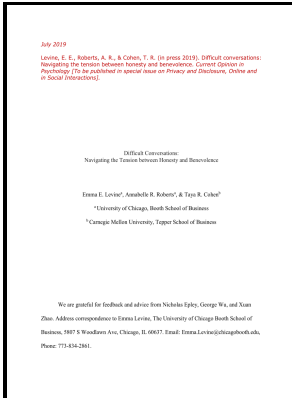 July 2019
Levine, E. E., Roberts, A. R., & Cohen, T. R. (in press 2019). Difficult conversations:
Navigating the tension between honesty and benevolence. Current Opinion in
Psychology [To be published in special issue on Privacy and Disclosure, Online and
in Social Interactions].
Difficult Conversations:
Navigating the Tension between Honesty and Benevolence
Emma E. Levineᵃ, Annabelle R. Robertsᵃ, & Taya R. Cohenᵇ
ᵃ University of Chicago, Booth School of Business
ᵇ Carnegie Mellon University, Tepper School of Business
We are grateful for feedback and advice from Nicholas Epley, George Wu, and Xuan
Zhao. Address correspondence to Emma Levine, The University of Chicago Booth School of
Business, 5807 S Woodlawn Ave, Chicago, IL 60637. Email: Emma.Levine@chicagobooth.edu,
Phone: 773-834-2861.